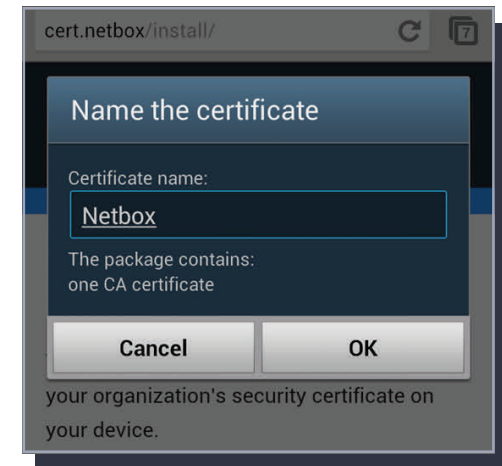 cert.netbox/install/
7
Name the certificate
Certificate name:
Netbox
The package contains:
one CA certificate
Cancel
OK
your organization's security certificate on
your device.